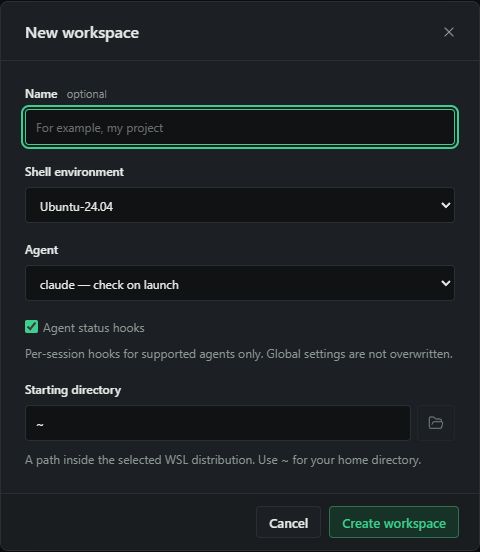 New workspace
Name optional
For example, my project
Shell environment
Ubuntu-24.04
Agent
claude — check on launch
Agent status hooks
Per-session hooks for supported agents only. Global settings are not overwritten.
Starting directory
~
A path inside the selected WSL distribution. Use ~ for your home directory.
Cancel
Create workspace